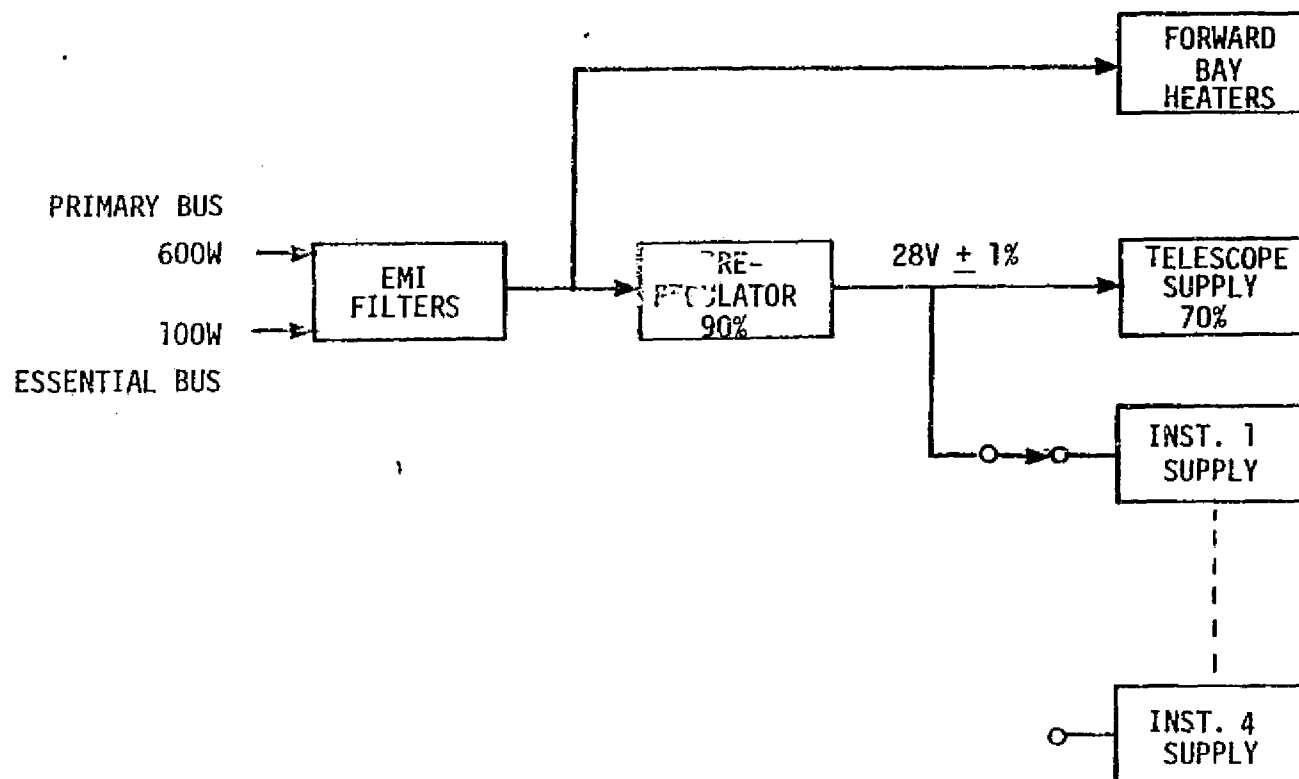 FORWARD
BAY
HEATERS
PRIMARY BUS
600W
EMI
FILTERS
100W
ESSENTIAL BUS
90%
28V ± 1%
TELESCOPE
SUPPLY
70%
INST. 1
SUPPLY
INST. 4
SUPPLY